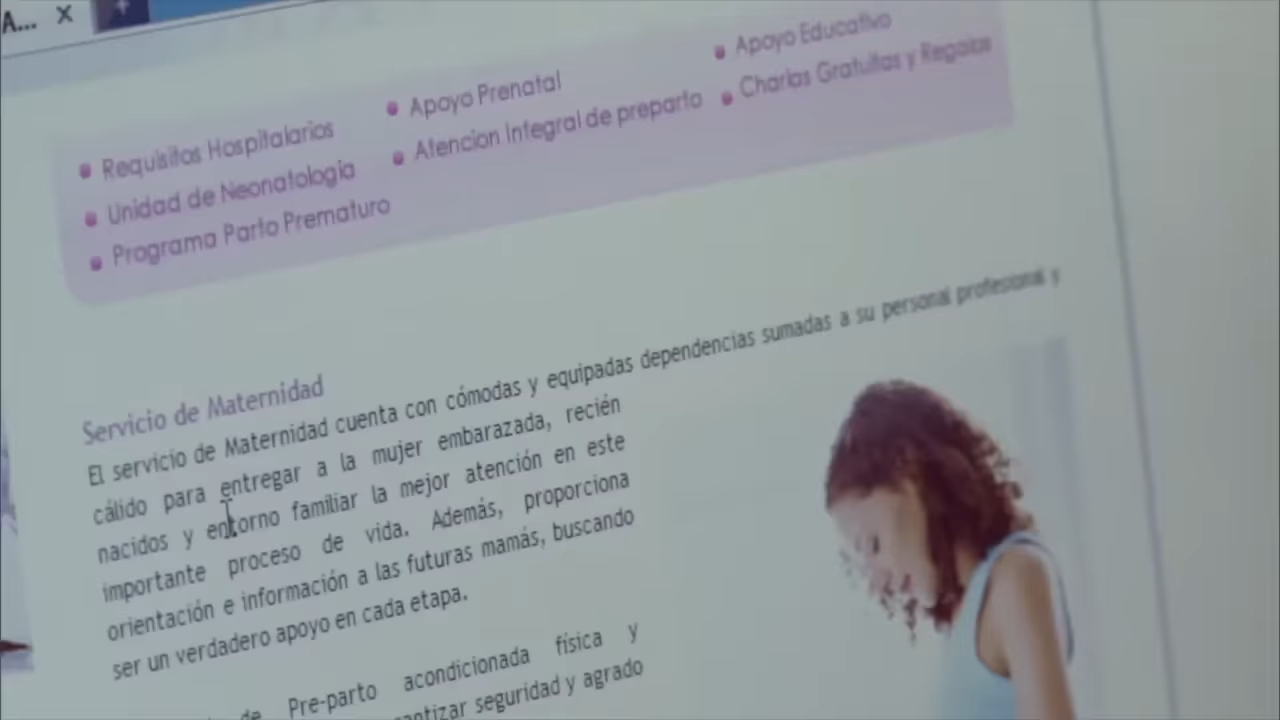 A...
Requisitos Hospitalarios
Unidad de Neonatología
Programa Parto Prematuro
Apoyo Prenatal
Atencion Integral de preparto
Apoyo Educativo
Charlas Gratuitas y Regalos
Servicio de Maternidad
El servicio de Maternidad cuenta con cómodas y equipadas dependencias sumadas a su personal profesional y
cálido para entregar a la mujer embarazada, recién
nacidos y entorno familiar la mejor atención en este
importante proceso de vida. Además, proporciona
orientación e información a las futuras mamás, buscando
ser un verdadero apoyo en cada etapa.
de Pre-parto acondicionada física y
seguridad y agrado